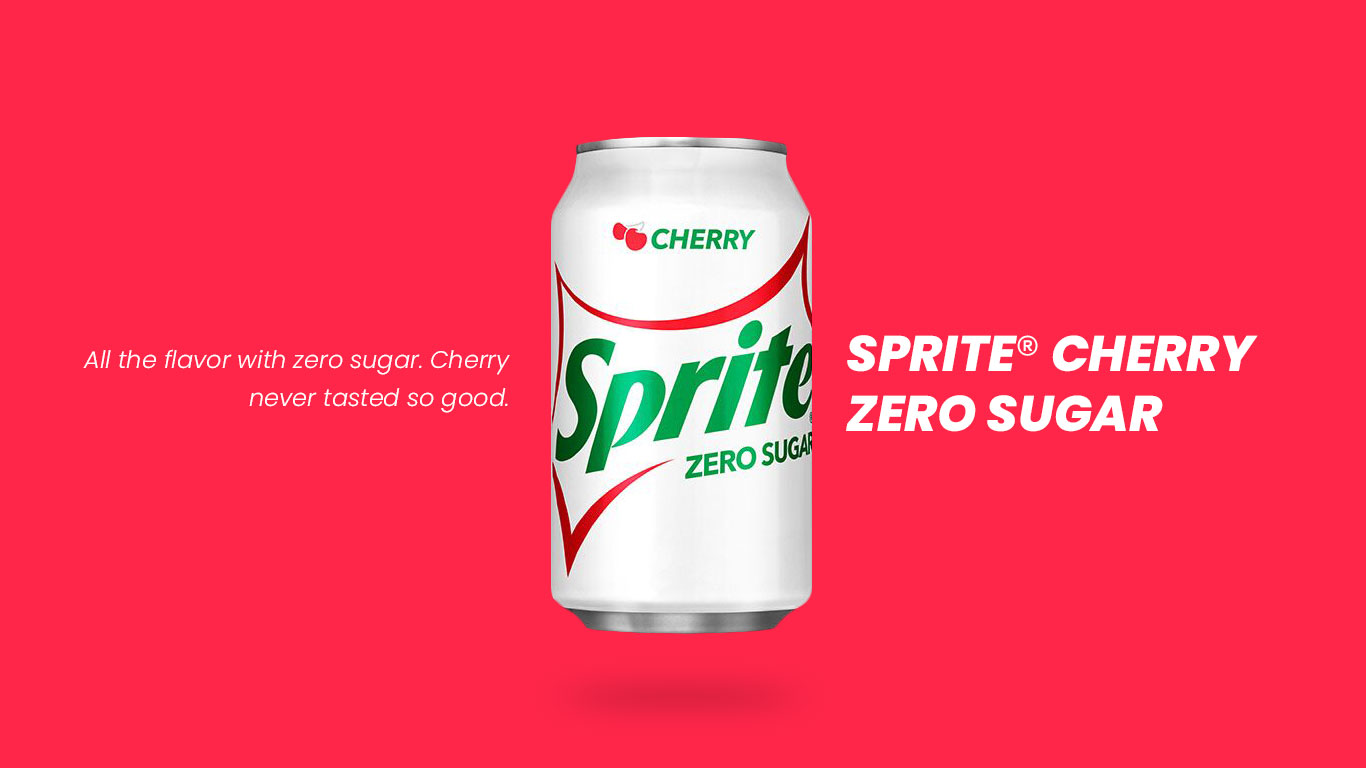 All the flavor with zero sugar. Cherry
never tasted so good.
CHERRY
Sprite
ZERO SUGAR
SPRITE® CHERRY
ZERO SUGAR